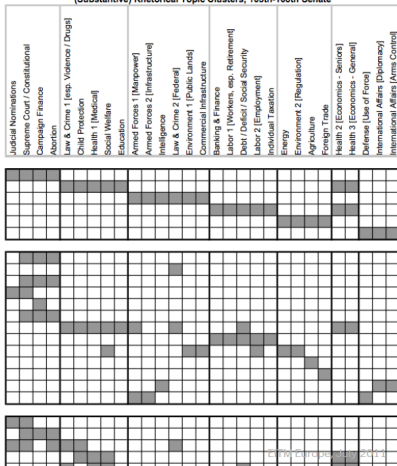 (Substantive) Rhetorical Topic Clusters, 105th-108th Senate
Judicial Nominations
Supreme Court / Constitutional
Campaign Finance
Abortion
Law & Crime 1 [esp. Violence / Drugs]
Child Protection
Health 1 [Medical]
Social Welfare
Education
Armed Forces 1 [Manpower]
Armed Forces 2 [Infrastructure]
Intelligence
Law & Crime 2 [Federal]
Environment 1 [Public Lands]
Commercial Infrastructure
Banking & Finance
Labor 1 [Workers, esp. Retirement]
Debt / Deficit / Social Security
Labor 2 [Employment]
Individual Taxation
Energy
Environment 2 [Regulation]
Agriculture
Foreign Trade
Health 2 [Economics - Seniors]
Health 3 [Economics - General]
Defense [Use of Force]
International Affairs [Diplomacy]
International Affairs [Arms Control]
EITM Europe, July 2011